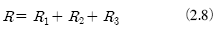 R = R₁ + R₂ + R₃ (2.8)